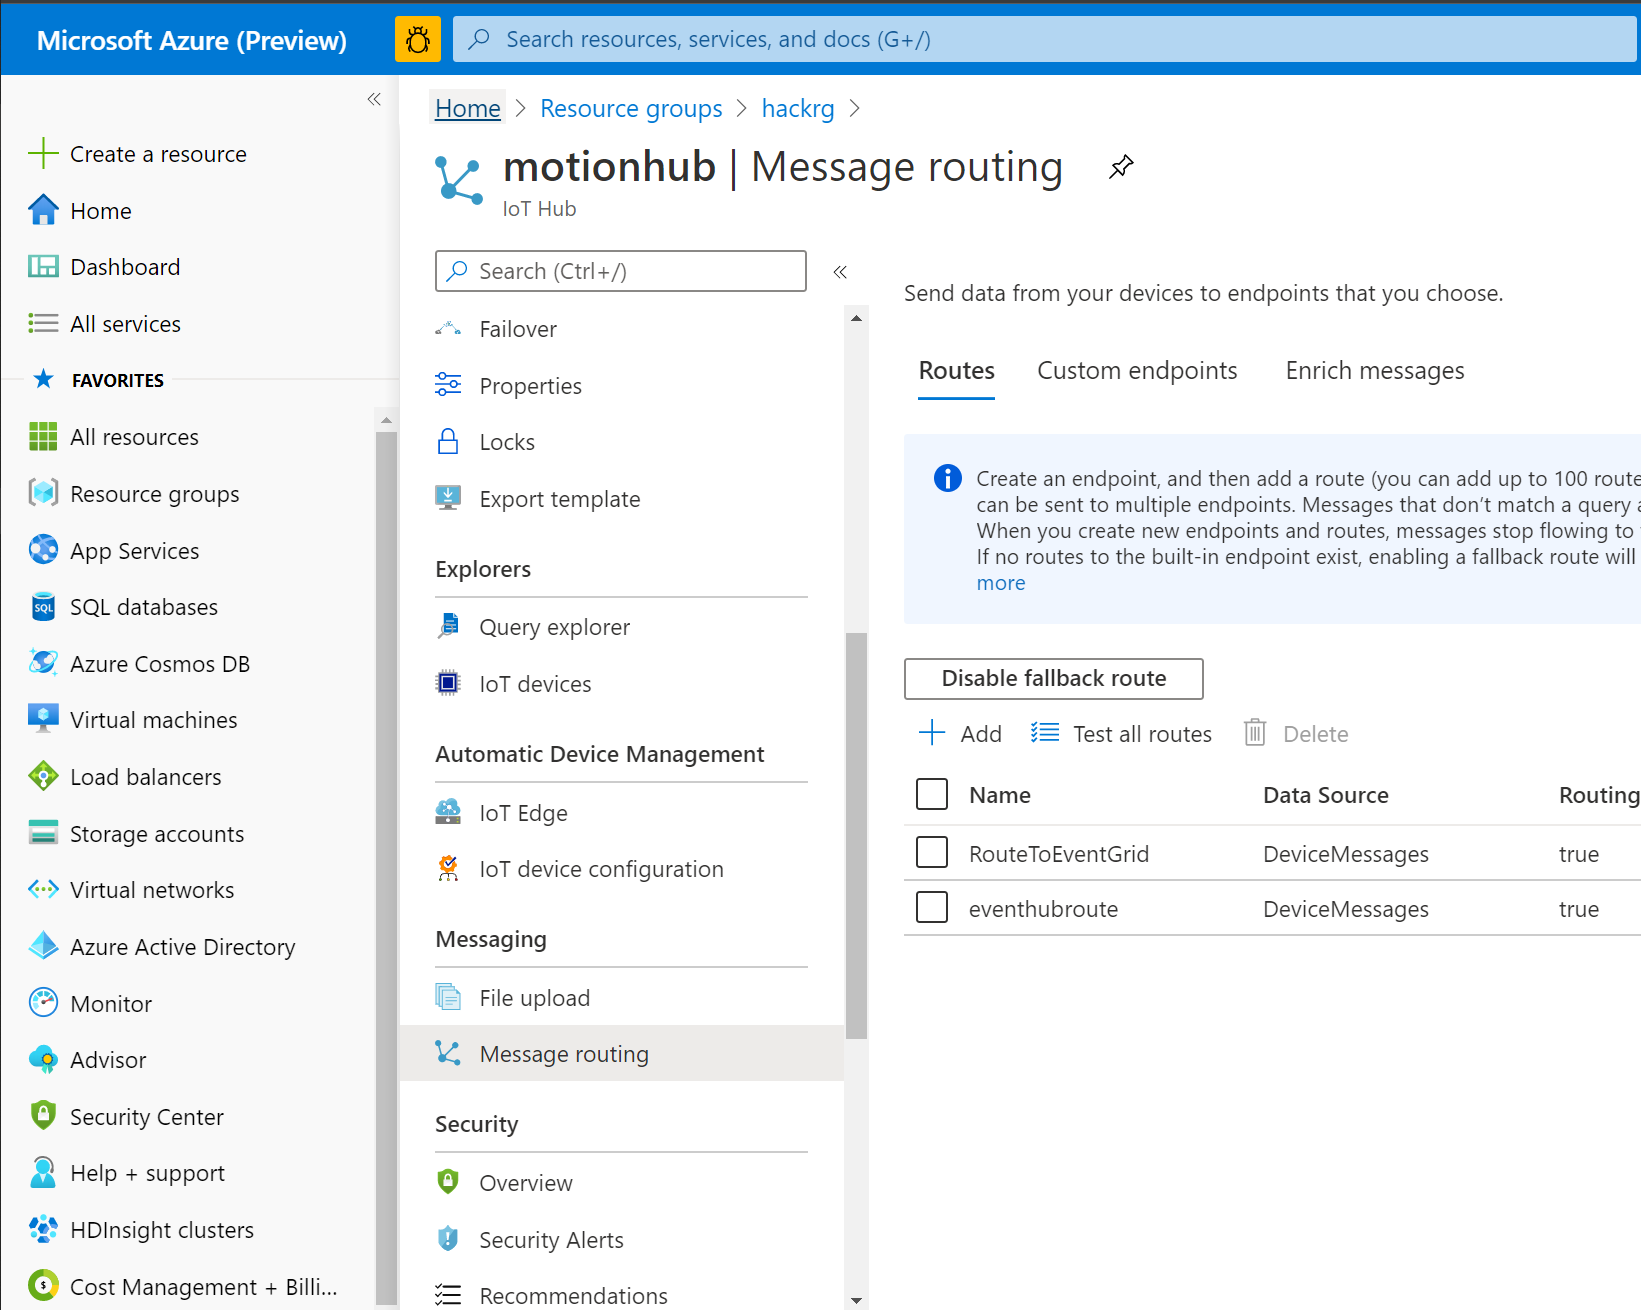 Microsoft Azure (Preview)
Search resources, services, and docs (G+/)
Create a resource
Home
Dashboard
All services
FAVORITES
All resources
Resource groups
App Services
SQL
SQL databases
Azure Cosmos DB
Virtual machines
Load balancers
Storage accounts
Virtual networks
Azure Active Directory
Monitor
Advisor
Security Center
Help + support
HDInsight clusters
Cost Management + Billi...
Home > Resource groups > hackrg >
motionhub | Message routing
IoT Hub
Search (Ctrl+/)
Failover
Properties
Locks
Export template
Explorers
Query explorer
IoT devices
Automatic Device Management
IoT Edge
IoT device configuration
Messaging
File upload
Message routing
Security
Overview
Security Alerts
Recommendations
Send data from your devices to endpoints that you choose.
Routes Custom endpoints Enrich messages
Create an endpoint, and then add a route (you can add up to 100 route
can be sent to multiple endpoints. Messages that don’t match a query a
When you create new endpoints and routes, messages stop flowing to
If no routes to the built-in endpoint exist, enabling a fallback route will
more
Disable fallback route
Add Test all routes Delete
Name Data Source Routing
RouteToEventGrid DeviceMessages true
eventhubroute DeviceMessages true